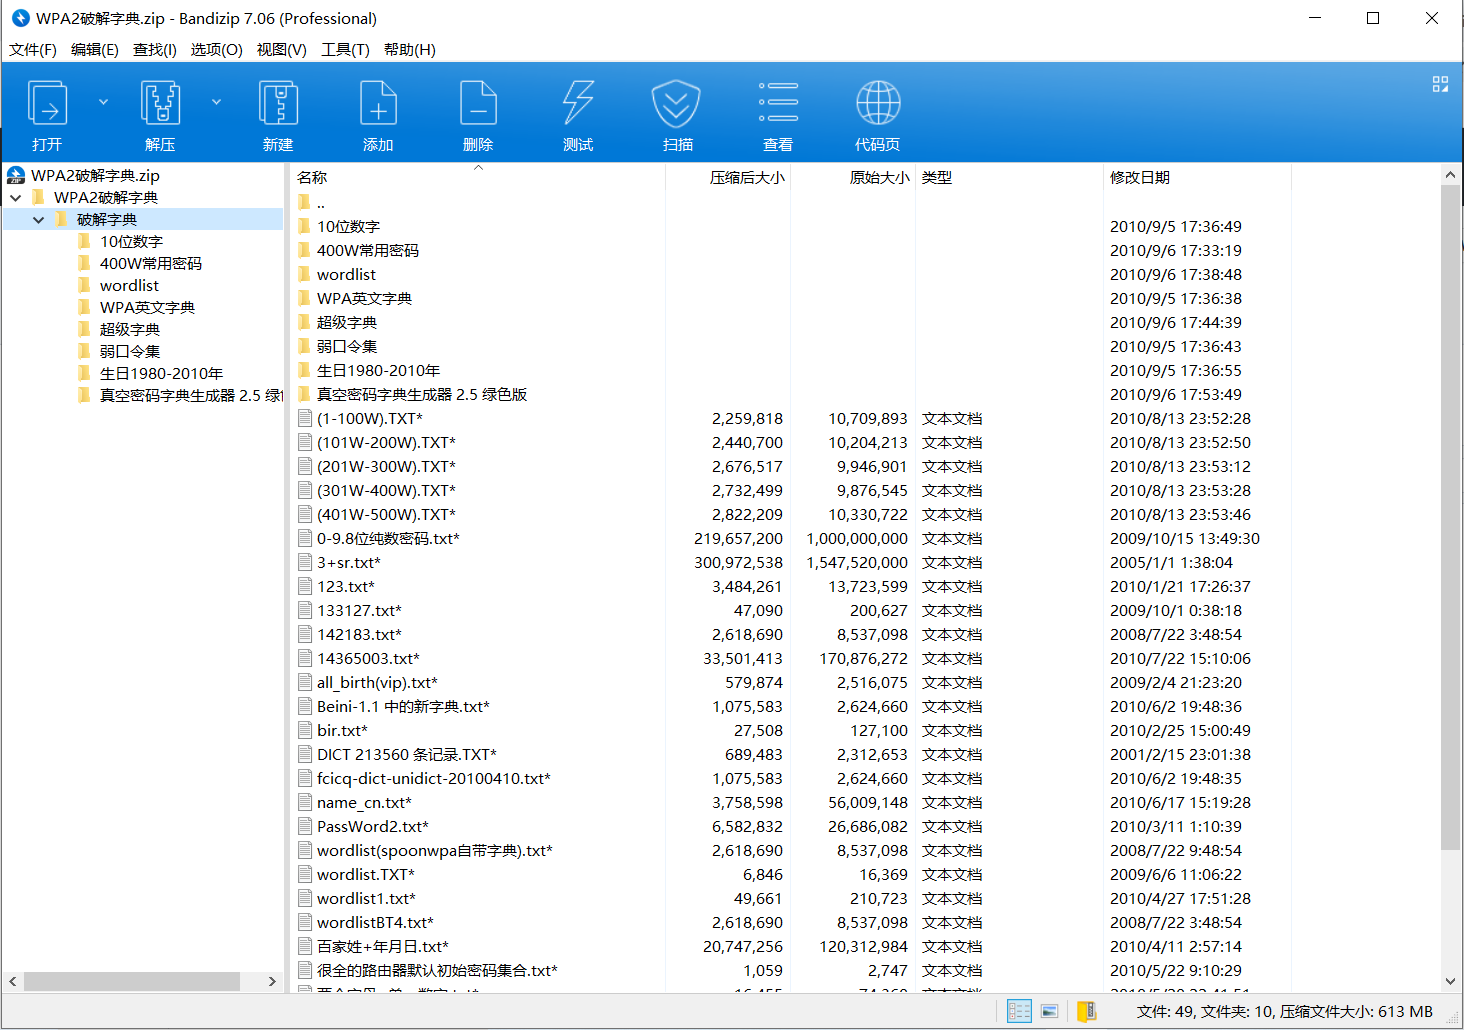 WPA2破解字典.zip - Bandizip 7.06 (Professional)
文件(F) 编辑(E) 查找(I) 选项(O) 视图(V) 工具(T) 帮助(H)
打开 解压 新建 添加 删除 测试 扫描 查看 代码页
WPA2破解字典.zip
WPA2破解字典
破解字典
10位数字
400W常用密码
wordlist
WPA英文字典
超级字典
弱口令集
生日1980-2010年
真空密码字典生成器 2.5
名称 压缩后大小 原始大小 类型 修改日期
..
10位数字 2010/9/5 17:36:49
400W常用密码 2010/9/6 17:33:19
wordlist 2010/9/6 17:38:48
WPA英文字典 2010/9/5 17:36:38
超级字典 2010/9/6 17:44:39
弱口令集 2010/9/5 17:36:43
生日1980-2010年 2010/9/5 17:36:55
真空密码字典生成器 2.5 绿色版 2010/9/6 17:53:49
(1-100W).TXT* 2,259,818 10,709,893 文本文档 2010/8/13 23:52:28
(101W-200W).TXT* 2,440,700 10,204,213 文本文档 2010/8/13 23:52:50
(201W-300W).TXT* 2,676,517 9,946,901 文本文档 2010/8/13 23:53:12
(301W-400W).TXT* 2,732,499 9,876,545 文本文档 2010/8/13 23:53:28
(401W-500W).TXT* 2,822,209 10,330,722 文本文档 2010/8/13 23:53:46
0-9.8位纯数密码.txt* 219,657,200 1,000,000,000 文本文档 2009/10/15 13:49:30
3+sr.txt* 300,972,538 1,547,520,000 文本文档 2005/1/1 1:38:04
123.txt* 3,484,261 13,723,599 文本文档 2010/1/21 17:26:37
133127.txt* 47,090 200,627 文本文档 2009/10/1 0:38:18
142183.txt* 2,618,690 8,537,098 文本文档 2008/7/22 3:48:54
14365003.txt* 33,501,413 170,876,272 文本文档 2010/7/22 15:10:06
all_birth(vip).txt* 579,874 2,516,075 文本文档 2009/2/4 21:23:20
Beini-1.1 中的新字典.txt* 1,075,583 2,624,660 文本文档 2010/6/2 19:48:36
bir.txt* 27,508 127,100 文本文档 2010/2/25 15:00:49
DICT 213560 条记录.TXT* 689,483 2,312,653 文本文档 2001/2/15 23:01:38
fcicq-dict-unidict-20100410.txt* 1,075,583 2,624,660 文本文档 2010/6/2 19:48:35
name_cn.txt* 3,758,598 56,009,148 文本文档 2010/6/17 15:19:28
PassWord2.txt* 6,582,832 26,686,082 文本文档 2010/3/11 1:10:39
wordlist(spoonwpa自带字典).txt* 2,618,690 8,537,098 文本文档 2008/7/22 9:48:54
wordlist.TXT* 6,846 16,369 文本文档 2009/6/6 11:06:22
wordlist1.txt* 49,661 210,723 文本文档 2010/4/27 17:51:28
wordlistBT4.txt* 2,618,690 8,537,098 文本文档 2008/7/22 3:48:54
百家姓+年月日.txt* 20,747,256 120,312,984 文本文档 2010/4/11 2:57:14
很全的路由器默认初始密码集合.txt* 1,059 2,747 文本文档 2010/5/22 9:10:29
文件: 49, 文件夹: 10, 压缩文件大小: 613 MB